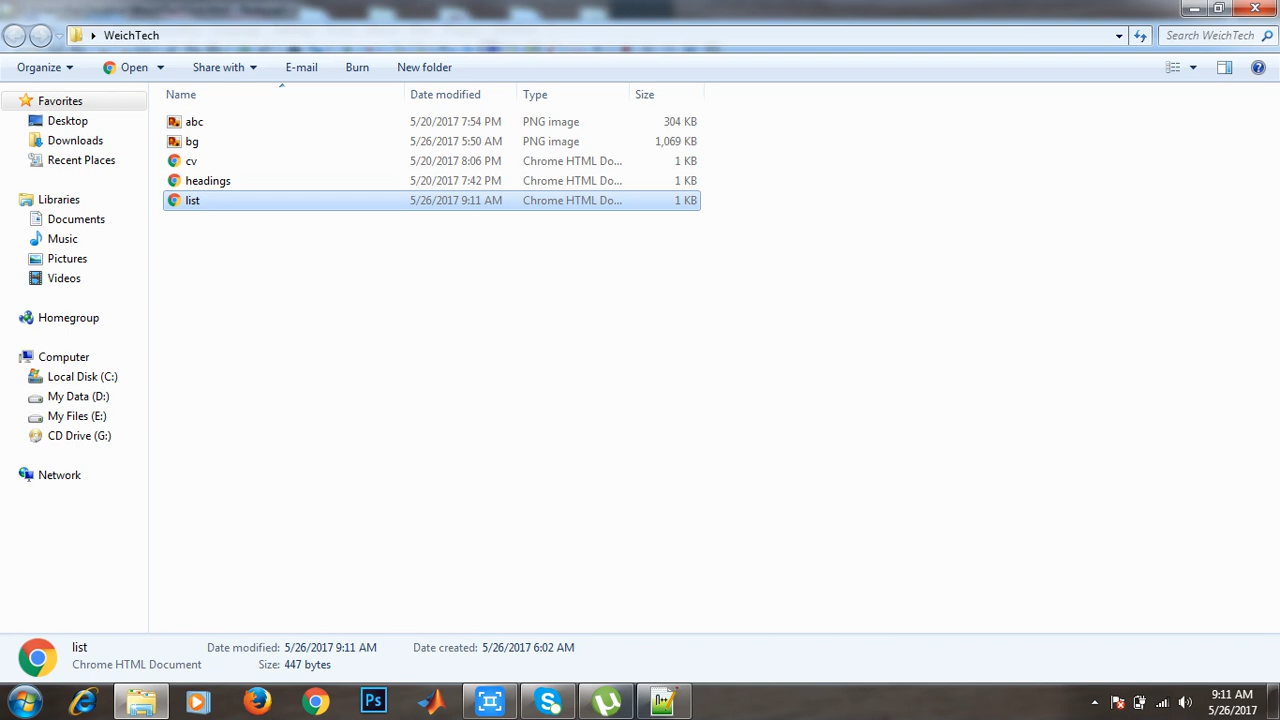 WeichTech
Search WeichTech
Organize Open Share with E-mail Burn New folder
Name Date modified Type Size
Favorites
Desktop
Downloads
Recent Places
Libraries
Documents
Music
Pictures
Videos
Homegroup
Computer
Local Disk (C:)
My Data (D:)
My Files (E:)
CD Drive (G:)
Network
abc 5/20/2017 7:54 PM PNG image 304 KB
bg 5/26/2017 5:50 AM PNG image 1,069 KB
cv 5/20/2017 8:06 PM Chrome HTML Do... 1 KB
headings 5/20/2017 7:42 PM Chrome HTML Do... 1 KB
list 5/26/2017 9:11 AM Chrome HTML Do... 1 KB
list Date modified: 5/26/2017 9:11 AM Date created: 5/26/2017 6:02 AM
Chrome HTML Document Size: 447 bytes
Ps
9:11 AM
5/26/2017